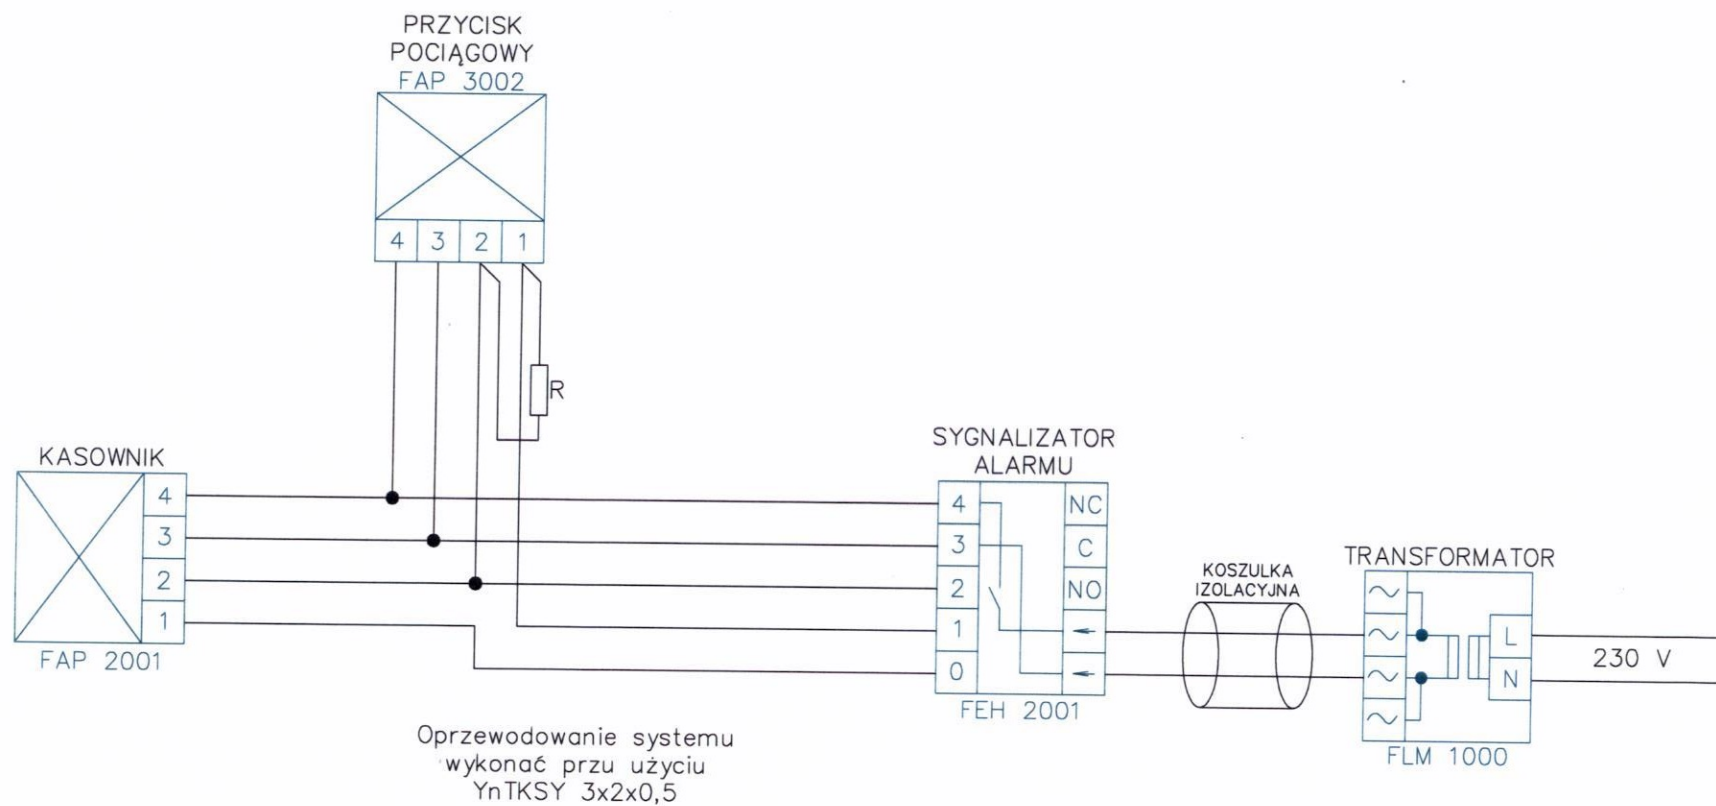 PRZYCISK
POCIĄGOWY
FAP 3002
4 3 2 1
R
KASOWNIK
4
3
2
1
FAP 2001
SYGNALIZATOR
ALARMU
4 NC
3 C
2 NO
1
0
FEH 2001
KOSZULKA
IZOLACYJNA
TRANSFORMATOR
~
~ L
~ N
~
230 V
FLM 1000
Oprzewodowanie systemu
wykonać przu użyciu
YnTKSY 3x2x0,5